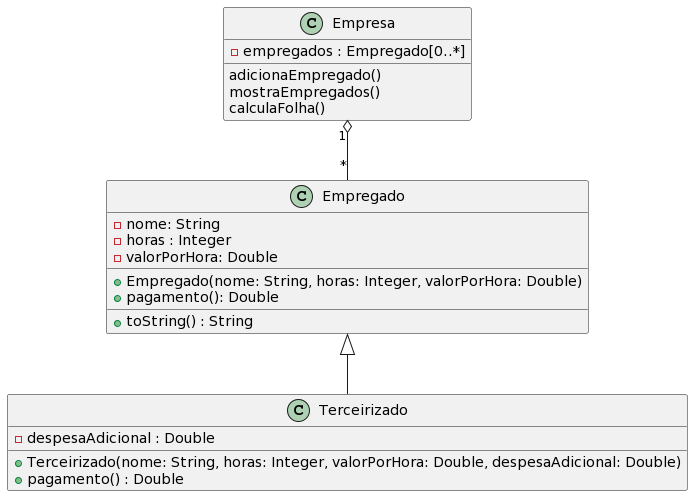 C Empresa
empregados : Empregado[0..*]
adicionaEmpregado()
mostraEmpregados()
calculaFolha()
1
*
C Empregado
nome: String
horas : Integer
valorPorHora: Double
Empregado(nome: String, horas: Integer, valorPorHora: Double)
pagamento(): Double
toString() : String
C Terceirizado
despesaAdicional : Double
Terceirizado(nome: String, horas: Integer, valorPorHora: Double, despesaAdicional: Double)
pagamento() : Double